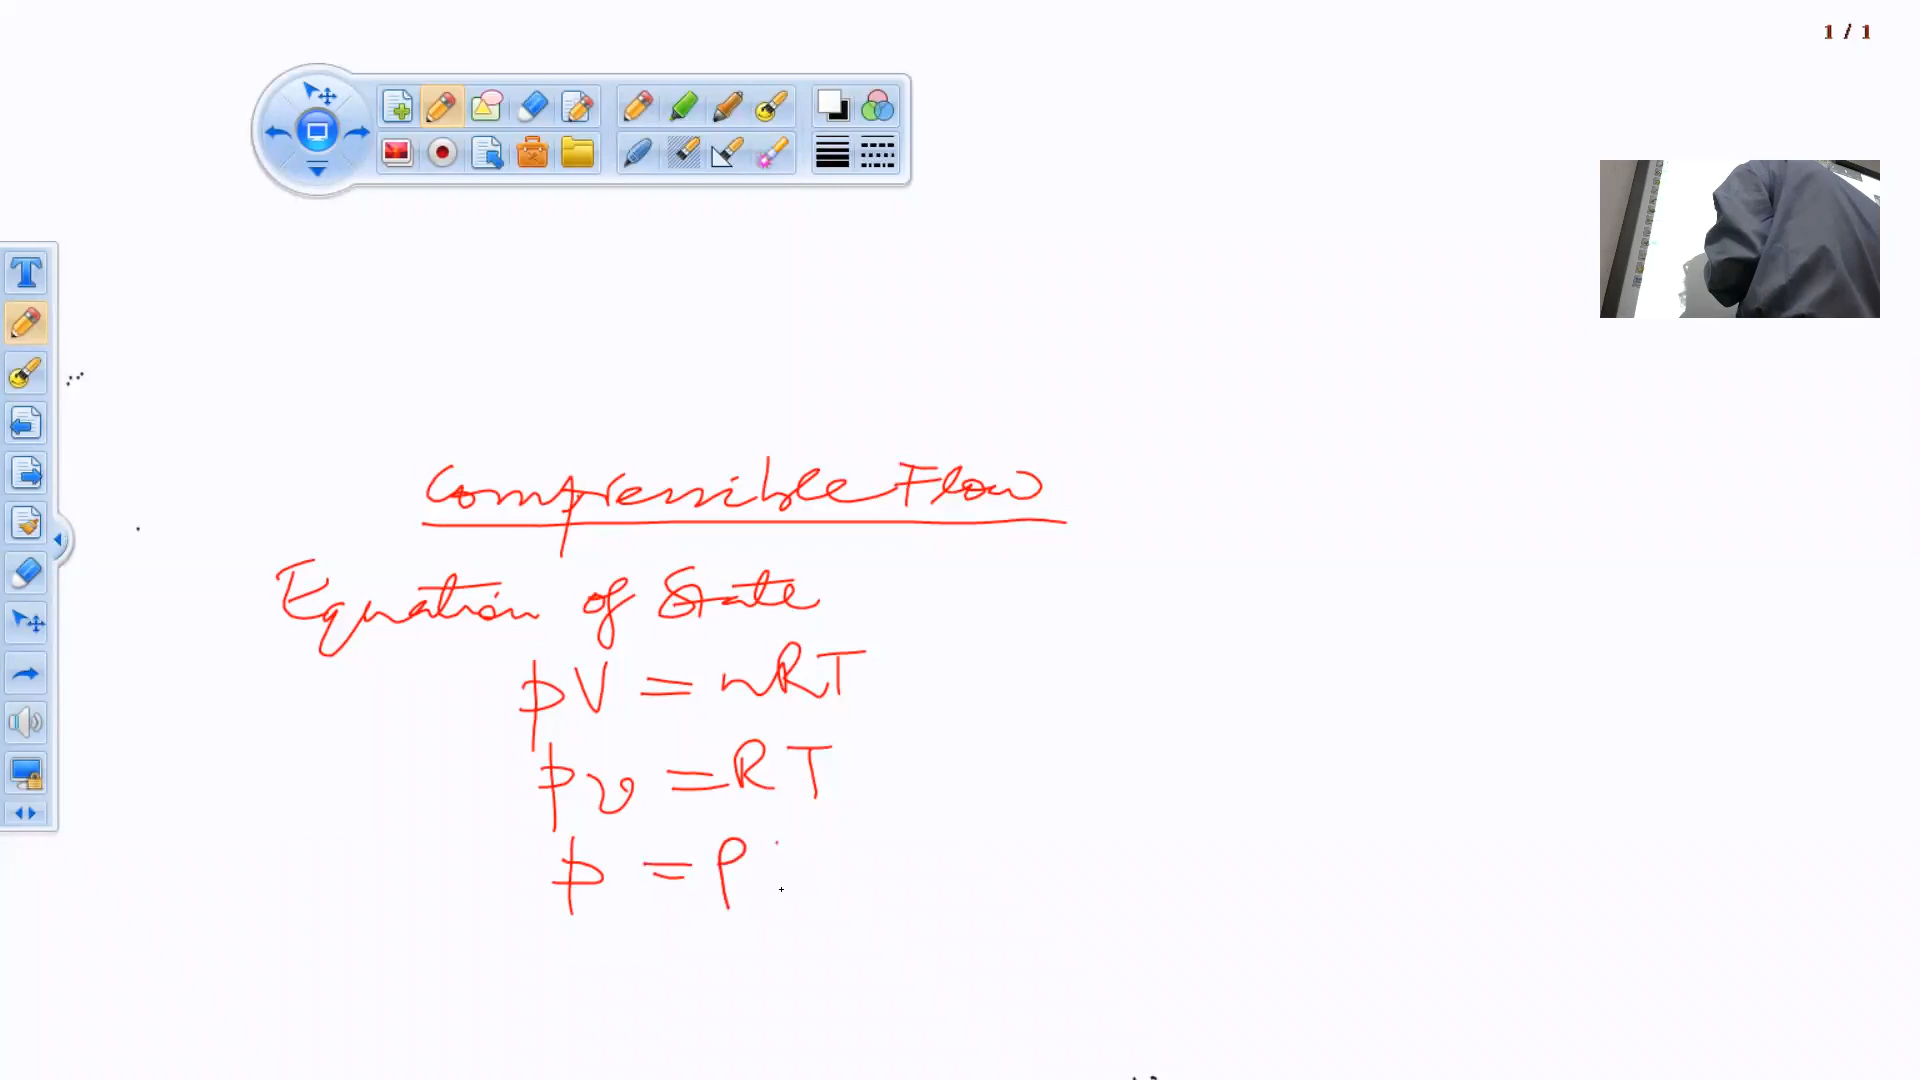 1 / 1
Compressible Flow
Equation of State
pV = nRT
pv = RT
p = ρ